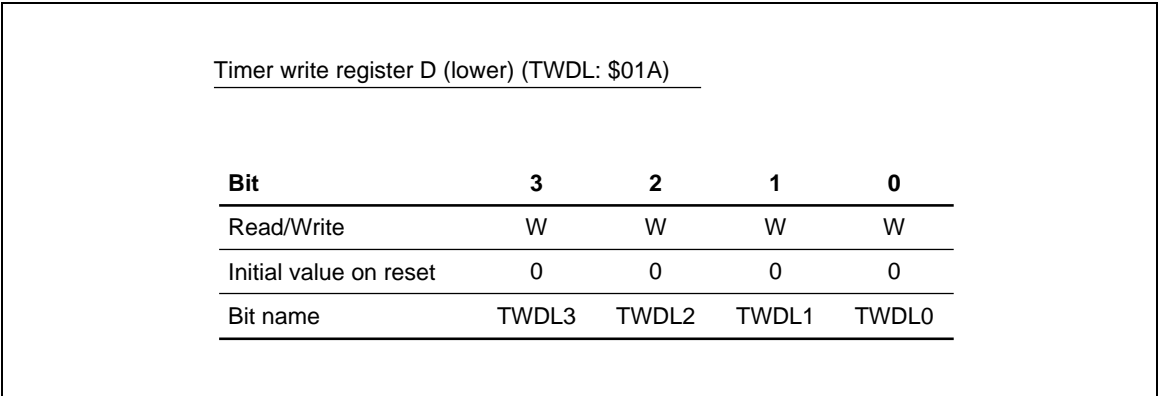 Timer write register D (lower) (TWDL: $01A)
Bit 3 2 1 0
Read/Write W W W W
Initial value on reset 0 0 0 0
Bit name TWDL3 TWDL2 TWDL1 TWDL0